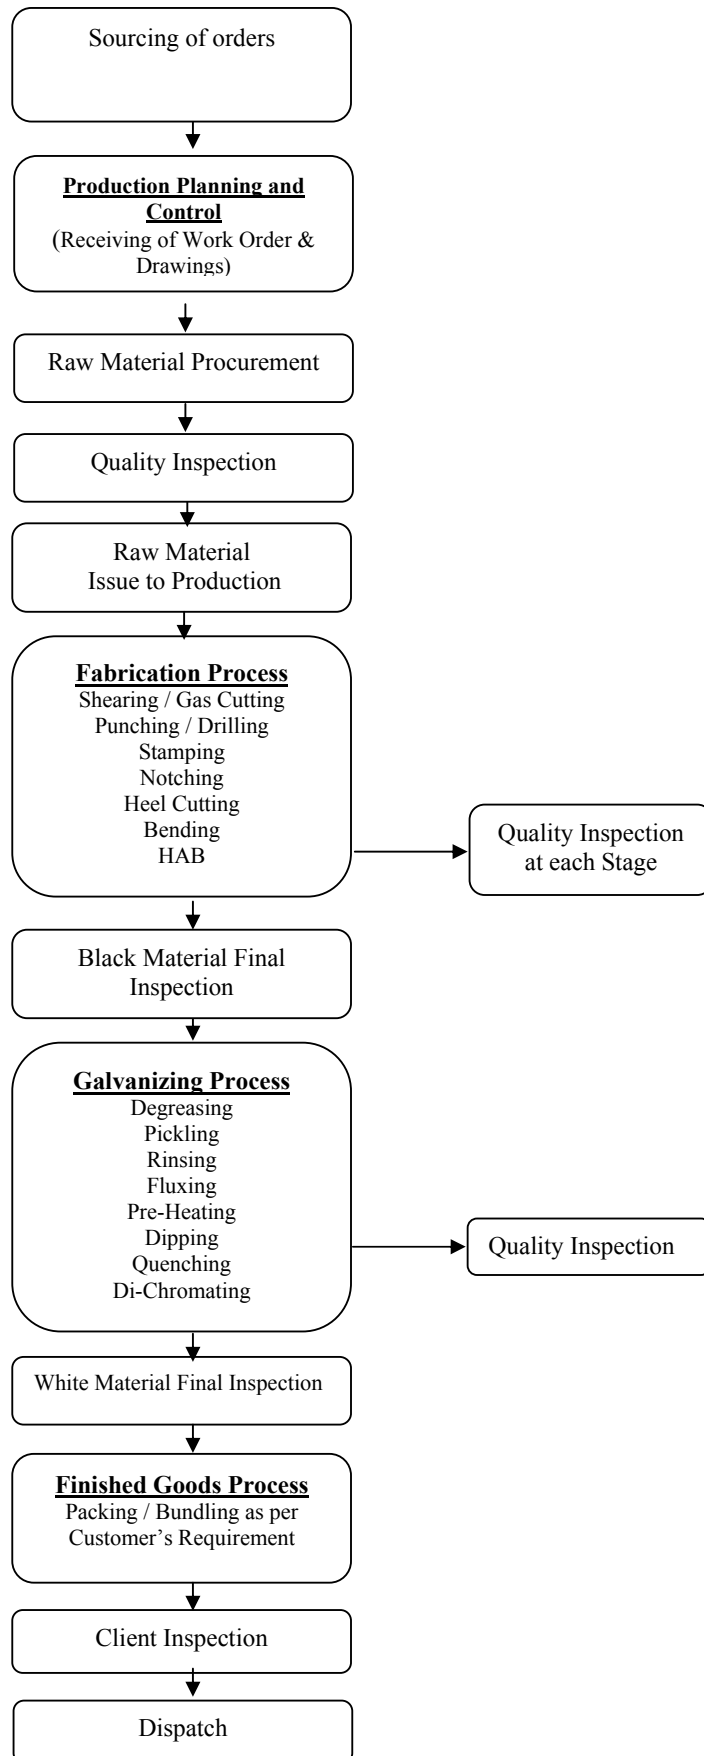 Sourcing of orders
Production Planning and
Control
(Receiving of Work Order &
Drawings)
Raw Material Procurement
Quality Inspection
Raw Material
Issue to Production
Fabrication Process
Shearing / Gas Cutting
Punching / Drilling
Stamping
Notching
Heel Cutting
Bending
HAB
Quality Inspection
at each Stage
Black Material Final
Inspection
Galvanizing Process
Degreasing
Pickling
Rinsing
Fluxing
Pre-Heating
Dipping
Quenching
Di-Chromating
Quality Inspection
White Material Final Inspection
Finished Goods Process
Packing / Bundling as per
Customer’s Requirement
Client Inspection
Dispatch